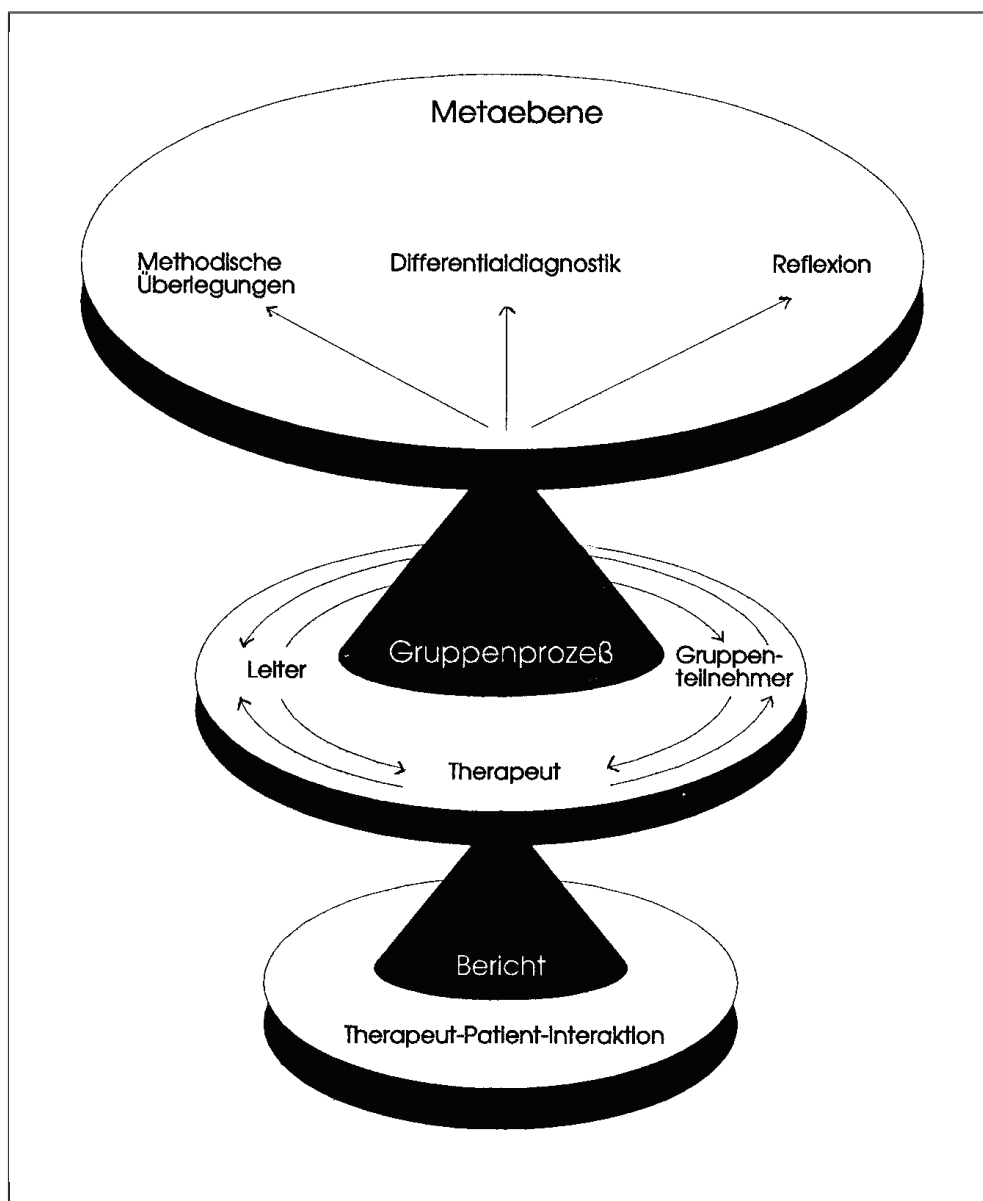 Metaebene
Methodische
Überlegungen
Differentialdiagnostik
Reflexion
Gruppenprozeß
Leiter
Gruppen-
teilnehmer
Therapeut
Bericht
Therapeut-Patient-Interaktion